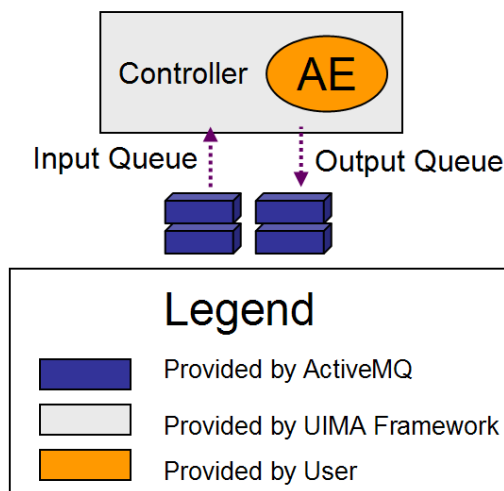 Controller
AE
Input Queue
Output Queue
Legend
Provided by ActiveMQ
Provided by UIMA Framework
Provided by User